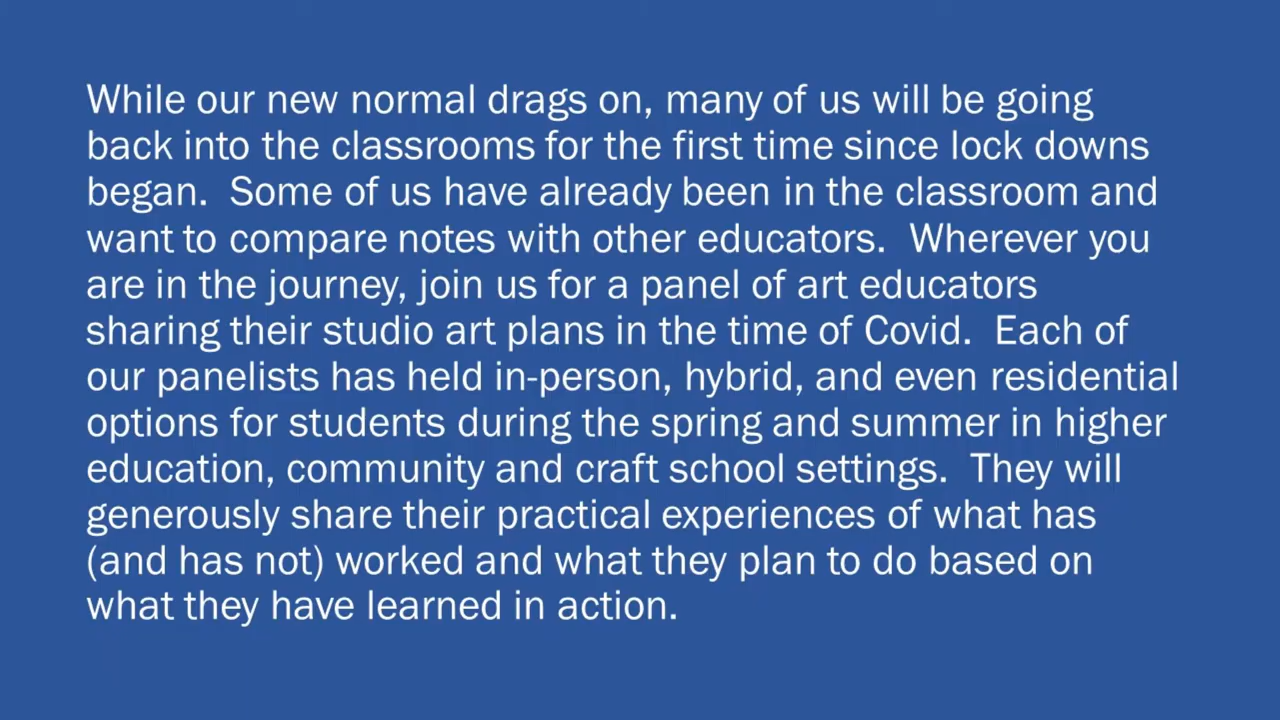 While our new normal drags on, many of us will be going
back into the classrooms for the first time since lock downs
began.  Some of us have already been in the classroom and
want to compare notes with other educators.  Wherever you
are in the journey, join us for a panel of art educators
sharing their studio art plans in the time of Covid.  Each of
our panelists has held in-person, hybrid, and even residential
options for students during the spring and summer in higher
education, community and craft school settings.  They will
generously share their practical experiences of what has
(and has not) worked and what they plan to do based on
what they have learned in action.